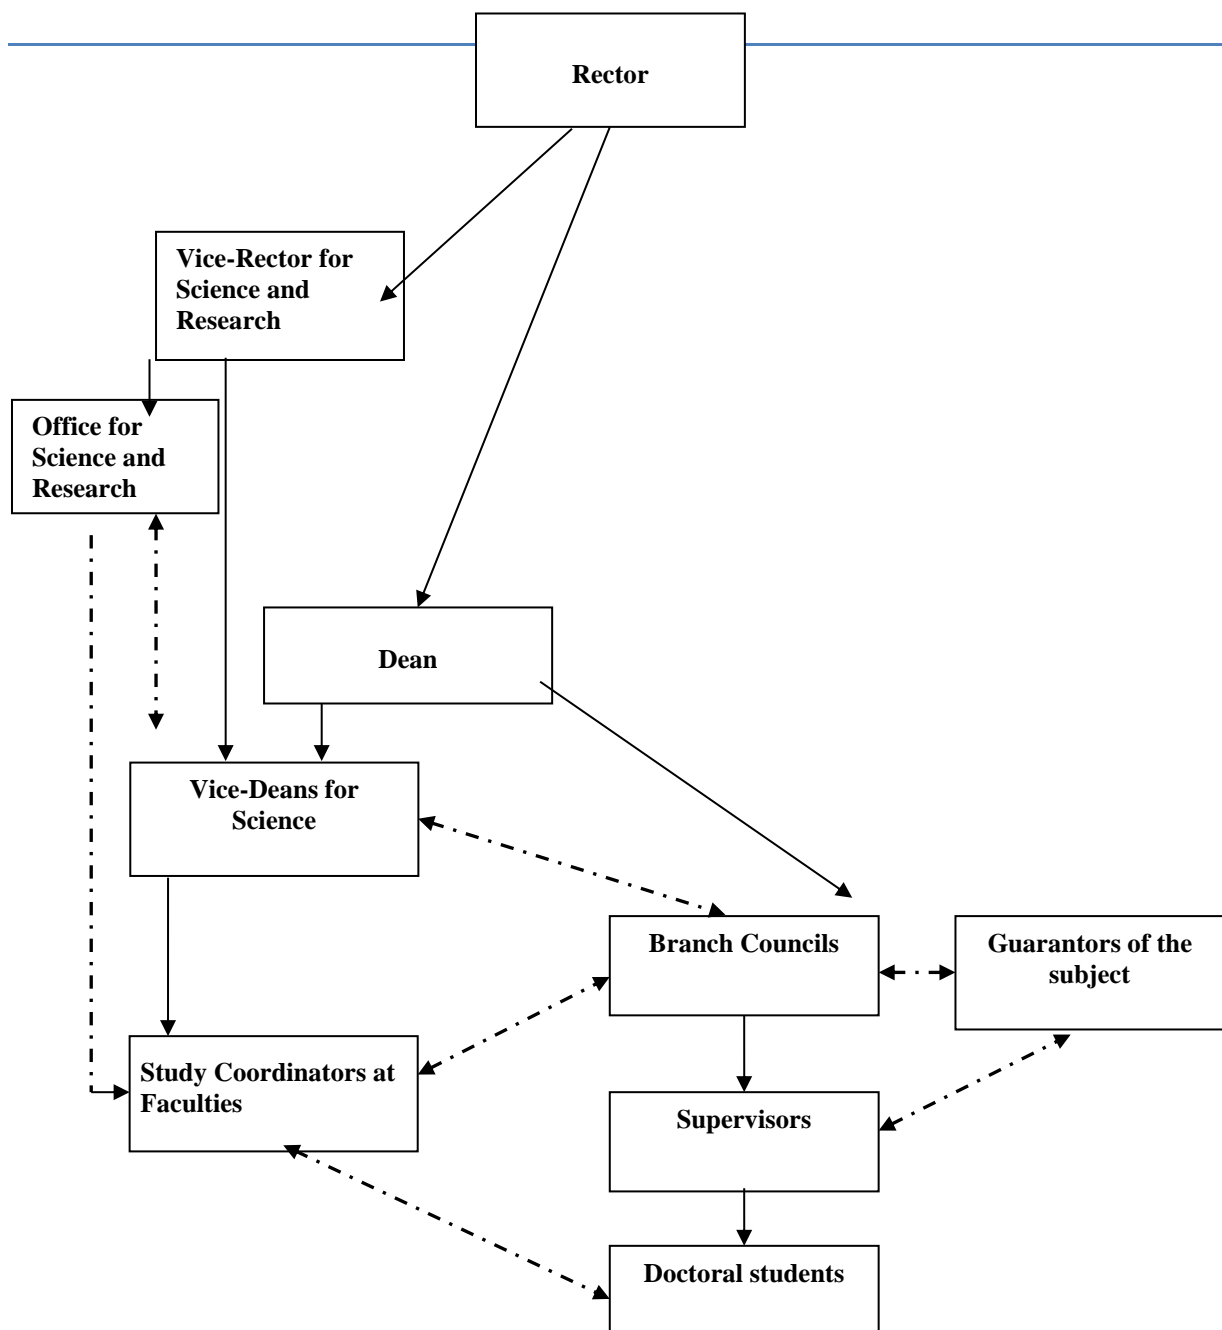 Rector
Vice-Rector for
Science and
Research
Office for
Science and
Research
Dean
Vice-Deans for
Science
Branch Councils
Guarantors of the
subject
Study Coordinators at
Faculties
Supervisors
Doctoral students